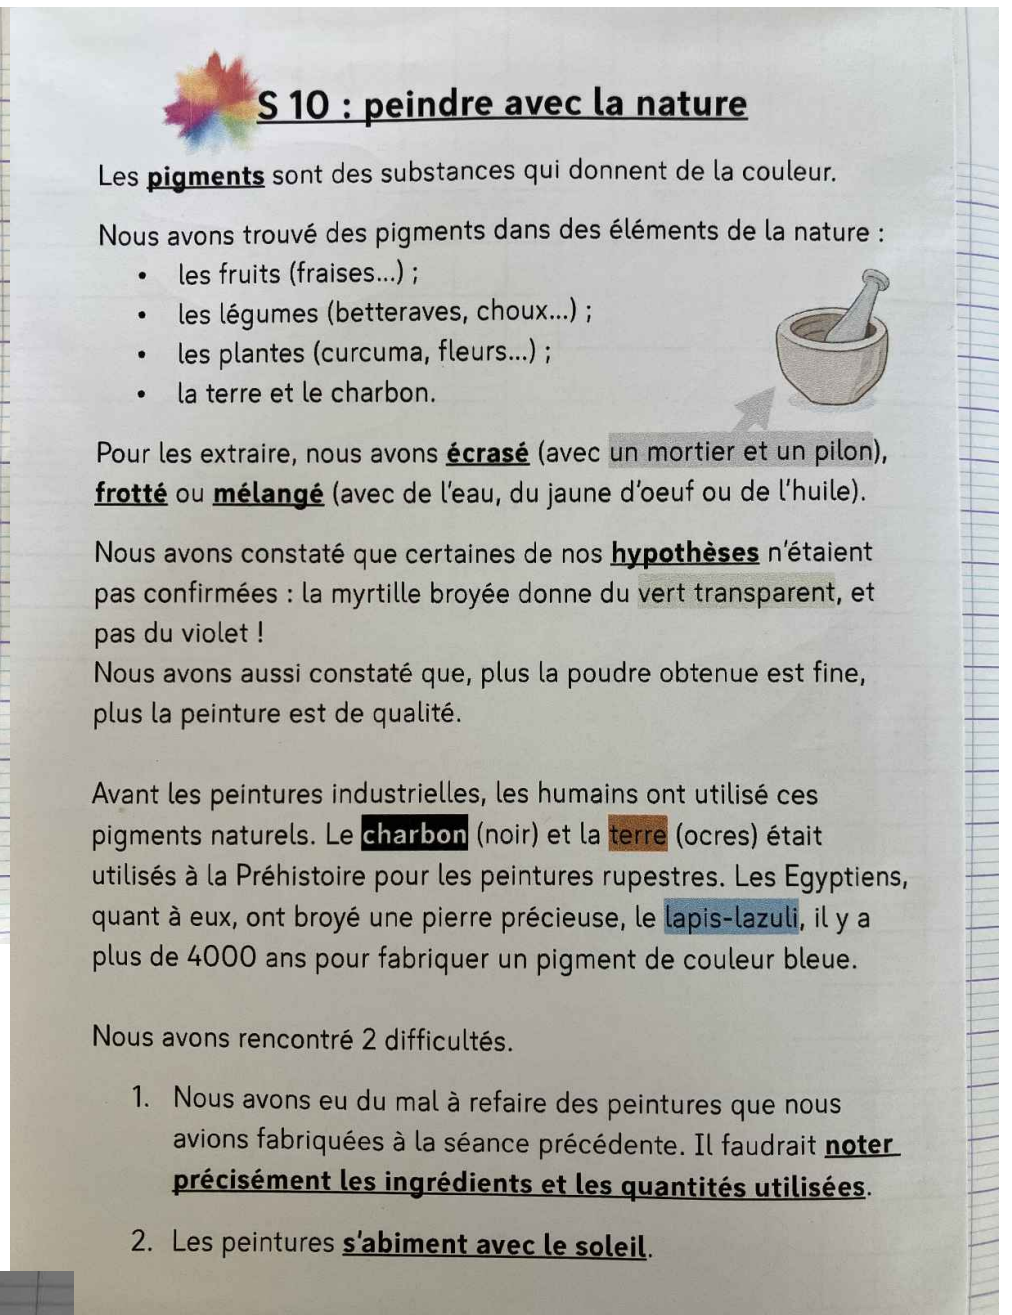 S 10 : peindre avec la nature
Les pigments sont des substances qui donnent de la couleur.
Nous avons trouvé des pigments dans des éléments de la nature :
• les fruits (fraises...) ;
• les légumes (betteraves, choux...) ;
• les plantes (curcuma, fleurs...) ;
• la terre et le charbon.
Pour les extraire, nous avons écrasé (avec un mortier et un pilon),
frotté ou mélangé (avec de l'eau, du jaune d'oeuf ou de l'huile).
Nous avons constaté que certaines de nos hypothèses n'étaient
pas confirmées : la myrtille broyée donne du vert transparent, et
pas du violet !
Nous avons aussi constaté que, plus la poudre obtenue est fine,
plus la peinture est de qualité.
Avant les peintures industrielles, les humains ont utilisé ces
pigments naturels. Le charbon (noir) et la terre (ocres) était
utilisés à la Préhistoire pour les peintures rupestres. Les Egyptiens,
quant à eux, ont broyé une pierre précieuse, le lapis-lazuli, il y a
plus de 4000 ans pour fabriquer un pigment de couleur bleue.
Nous avons rencontré 2 difficultés.
1. Nous avons eu du mal à refaire des peintures que nous
avions fabriquées à la séance précédente. Il faudrait noter
précisément les ingrédients et les quantités utilisées.
2. Les peintures s'abiment avec le soleil.